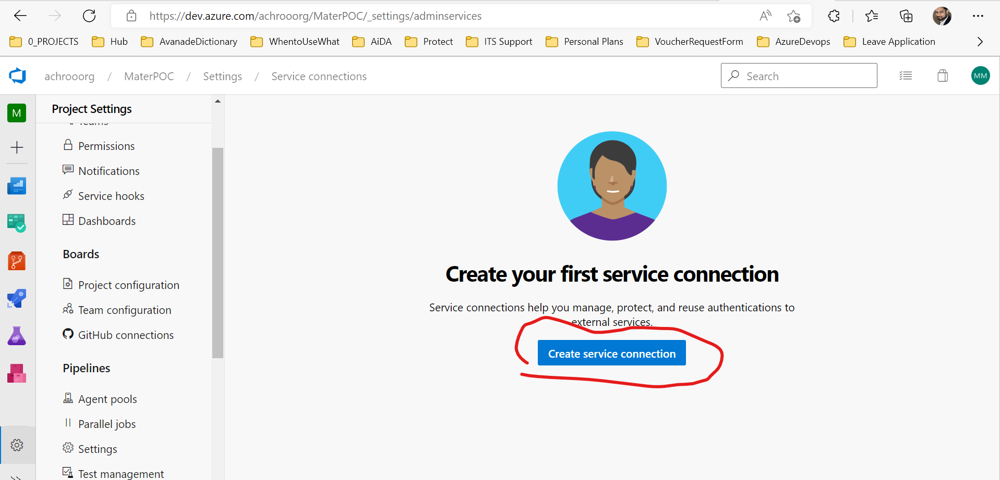 https://dev.azure.com/achrooorg/MaterPOC/_settings/adminservices
0_PROJECTS Hub AvanadeDictionary WhentoUseWhat AiDA Protect ITS Support Personal Plans VoucherRequestForm AzureDevops Leave Application
achrooorg / MaterPOC / Settings / Service connections Search MM
M
Project Settings
Teams
Permissions
Notifications
Service hooks
Dashboards
Boards
Project configuration
Team configuration
GitHub connections
Pipelines
Agent pools
Parallel jobs
Settings
Test management
Create your first service connection
Service connections help you manage, protect, and reuse authentications to
external services.
Create service connection